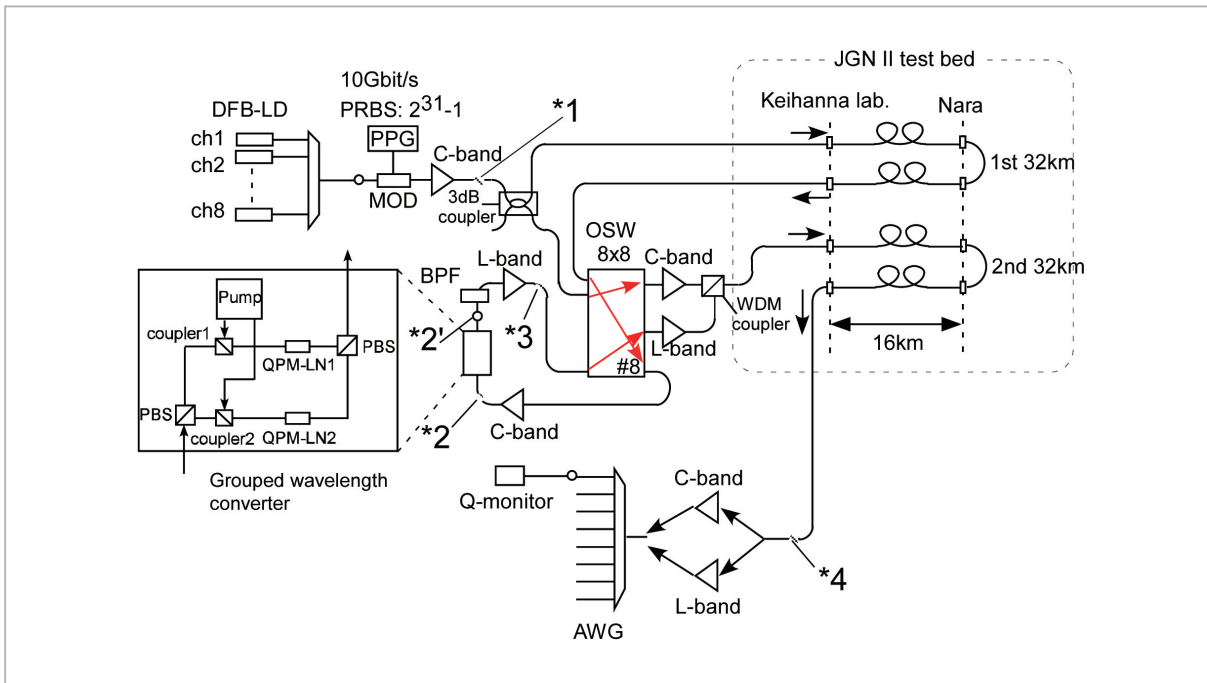 JGN II test bed
10Gbit/s
PRBS: 2^31-1
DFB-LD
*1
Keihanna lab.
Nara
ch1
PPG
C-band
ch2
1st 32km
MOD
3dB
coupler
ch8
OSW
8x8
C-band
L-band
BPF
2nd 32km
Pump
WDM
coupler
*3
coupler1
*2'
L-band
16km
PBS
QPM-LN1
#8
PBS
coupler2
QPM-LN2
*2
C-band
Grouped wavelength
converter
C-band
Q-monitor
*4
L-band
AWG